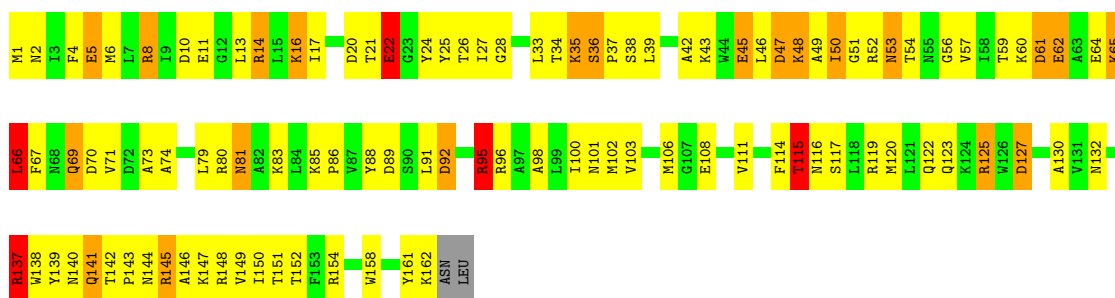 M1 N2 I3 F4 E5 M6 L7 R8 I9 D10 E11 G12 L13 R14 L15 K16 I17 D20 T21 E22 G23 Y24 Y25 T26 I27 G28 L33 T34 K35 S36 P37 S38 L39 A42 K43 W44 E45 L46 D47 K48 A49 I50 G51 R52 N53 T54 N55 G56 V57 I58 T59 K60 D61 E62 A63 E64 K65
L66 F67 N68 Q69 D70 V71 D72 A73 A74 L79 R80 N81 A82 K83 L84 K85 P86 V87 Y88 D89 S90 L91 D92 R95 R96 A97 A98 L99 I100 N101 M102 V103 M106 G107 E108 V111 F114 T115 N116 S117 L118 R119 M120 L121 Q122 Q123 K124 R125 W126 D127 A130 V131 N132
R137 W138 Y139 N140 Q141 T142 P143 N144 R145 A146 K147 R148 V149 I150 T151 T152 F153 R154 W158 Y161 K162 ASN LEU